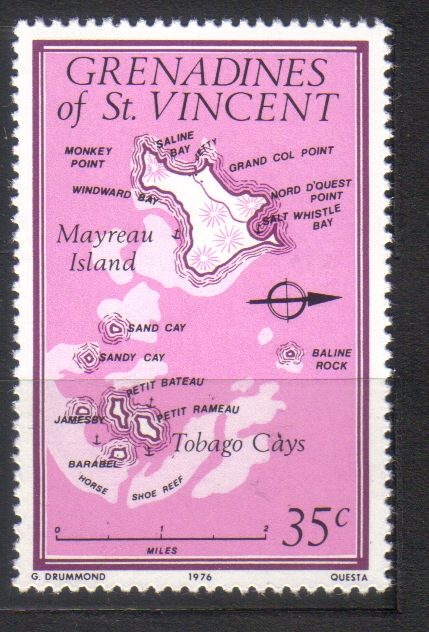 GRENADINES
of St. VINCENT
SALINE
BAY
JETTY
MONKEY
POINT
GRAND COL POINT
WINDWARD BAY
NORD D'QUEST
POINT
SALT WHISTLE
BAY
Mayreau
Island
SAND CAY
SANDY CAY
BALINE
ROCK
PETIT BATEAU
PETIT RAMEAU
JAMESBY
Tobago Cays
BARABEL
HORSE SHOE REEF
0 1 2
MILES
35c
G. DRUMMOND 1976 QUESTA